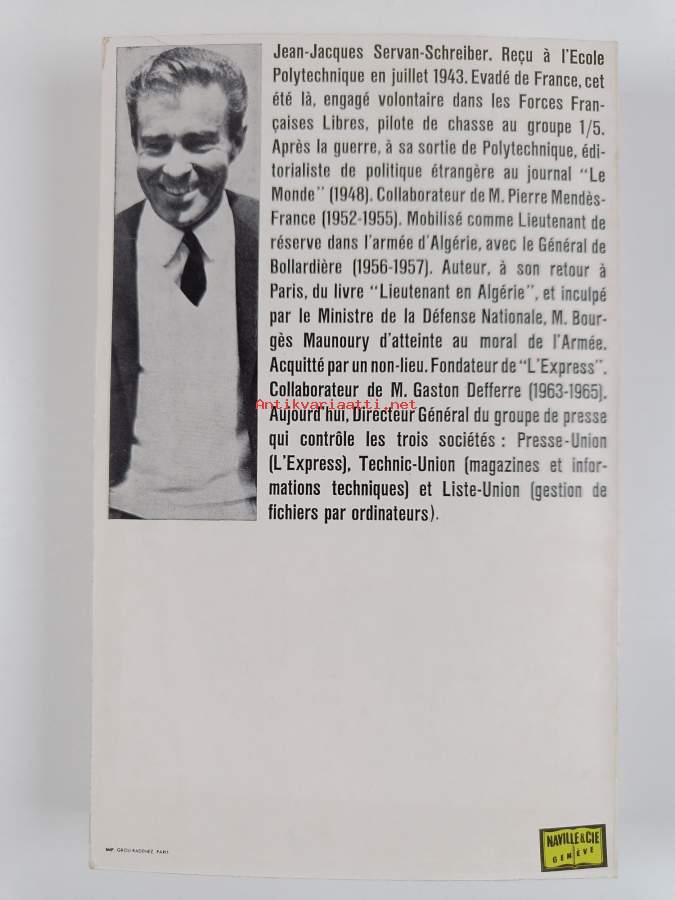 Jean-Jacques Servan-Schreiber. Reçu à l'Ecole
Polytechnique en juillet 1943. Evadé de France, cet
été là, engagé volontaire dans les Forces Fran-
çaises Libres, pilote de chasse au groupe 1/5.
Après la guerre, à sa sortie de Polytechnique, édi-
torialiste de politique étrangère au journal "Le
Monde" (1948). Collaborateur de M. Pierre Mendès-
France (1952-1955). Mobilisé comme Lieutenant de
réserve dans l'armée d'Algérie, avec le Général de
Bollardière (1956-1957). Auteur, à son retour à
Paris, du livre "Lieutenant en Algérie", et inculpé
par le Ministre de la Défense Nationale, M. Bour-
gès Maunoury d'atteinte au moral de l'Armée.
Acquitté par un non-lieu. Fondateur de "L'Express".
Collaborateur de M. Gaston Defferre (1963-1965).
Antikvariaatti.net
Aujourd'hui, Directeur Général du groupe de presse
qui contrôle les trois sociétés : Presse-Union
(L'Express), Technic-Union (magazines et infor-
mations techniques) et Liste-Union (gestion de
fichiers par ordinateurs).
IMP. GROU-RADENEZ, PARIS
NAVILLE & CIE
GENÈVE